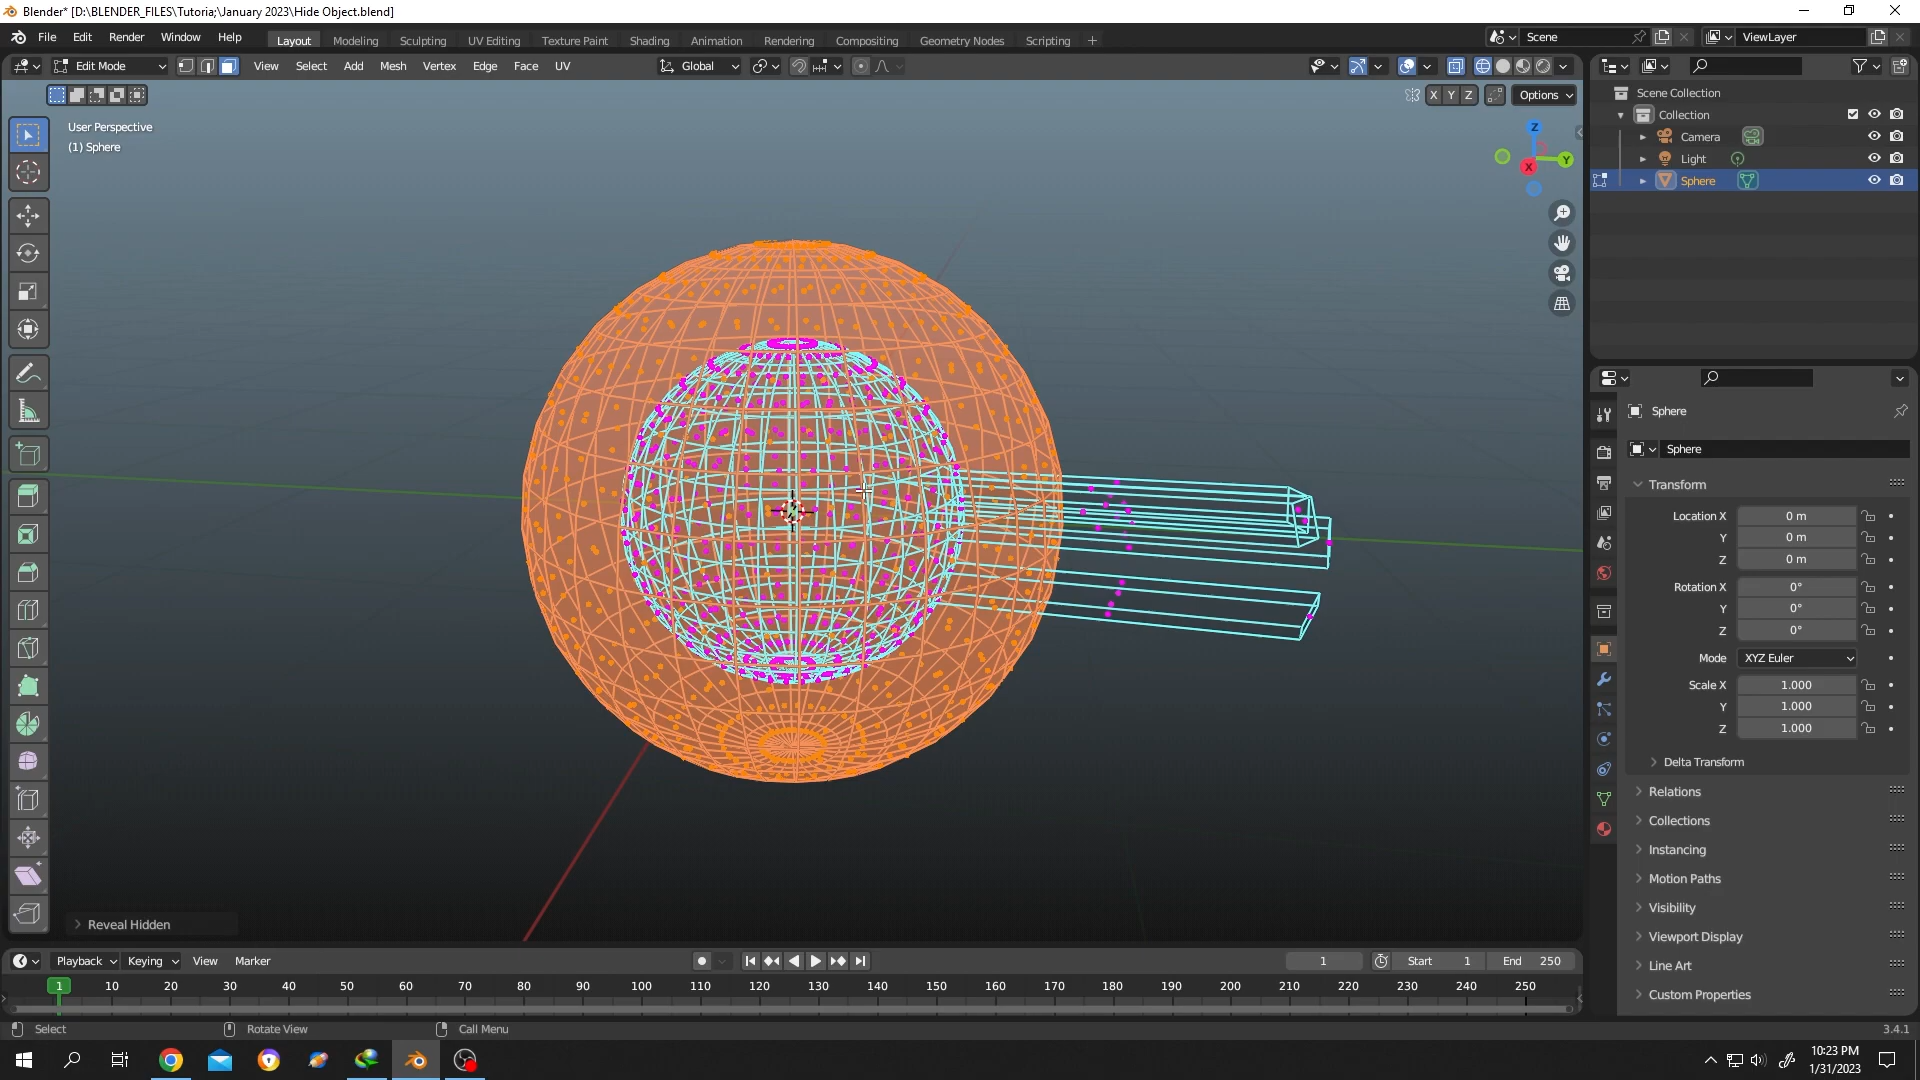 Blender* [D:\BLENDER_FILES\Tutoria;\January 2023\Hide Object.blend]
File Edit Render Window Help
Layout Modeling Sculpting UV Editing Texture Paint Shading Animation Rendering Compositing Geometry Nodes Scripting +
Scene
ViewLayer
Edit Mode View Select Add Mesh Vertex Edge Face UV
Global
X Y Z
Options
User Perspective
(1) Sphere
Z
Y
X
Scene Collection
Collection
Camera
Light
Sphere
Sphere
Sphere
Transform
Location X 0 m
Y 0 m
Z 0 m
Rotation X 0°
Y 0°
Z 0°
Mode XYZ Euler
Scale X 1.000
Y 1.000
Z 1.000
Delta Transform
Relations
Collections
Instancing
Motion Paths
Visibility
Viewport Display
Line Art
Custom Properties
Reveal Hidden
Playback Keying View Marker
1
Start 1
End 250
1 10 20 30 40 50 60 70 80 90 100 110 120 130 140 150 160 170 180 190 200 210 220 230 240 250
Select Rotate View Call Menu
3.4.1
10:23 PM
1/31/2023